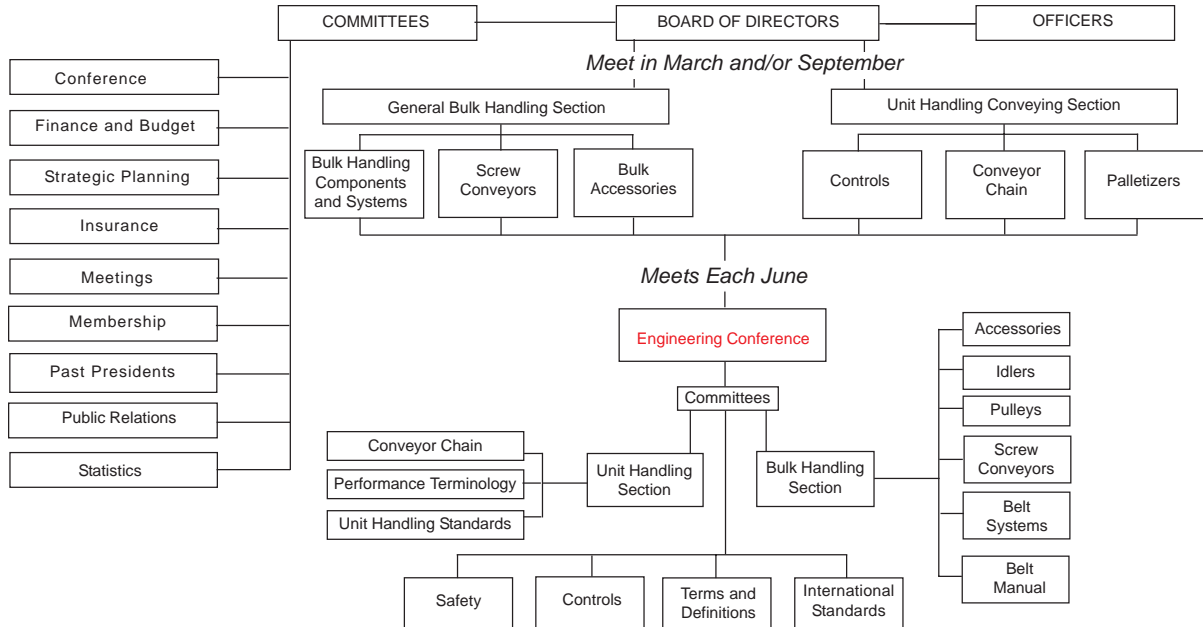 COMMITTEES
BOARD OF DIRECTORS
OFFICERS
Meet in March and/or September
Conference
Finance and Budget
Strategic Planning
Insurance
Meetings
Membership
Past Presidents
Public Relations
Statistics
General Bulk Handling Section
Unit Handling Conveying Section
Bulk Handling
Components
and Systems
Screw
Conveyors
Bulk
Accessories
Controls
Conveyor
Chain
Palletizers
Meets Each June
Engineering Conference
Committees
Conveyor Chain
Performance Terminology
Unit Handling Standards
Unit Handling
Section
Bulk Handling
Section
Accessories
Idlers
Pulleys
Screw
Conveyors
Belt
Systems
Belt
Manual
Safety
Controls
Terms and
Definitions
International
Standards